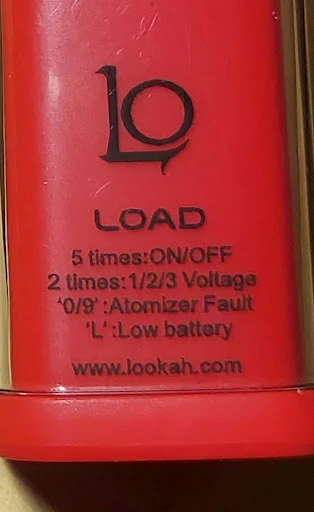 LO
LOAD
5 times:ON/OFF
2 times:1/2/3 Voltage
'0/9' :Atomizer Fault
'L':Low battery
www.lookah.com